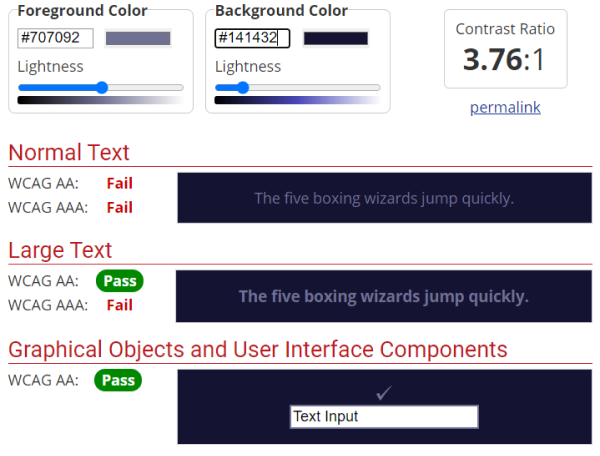 Foreground Color
Background Color
#707092
#141432
Lightness
Lightness
Contrast Ratio
3.76:1
permalink
Normal Text
WCAG AA: Fail
WCAG AAA: Fail
The five boxing wizards jump quickly.
Large Text
WCAG AA: Pass
WCAG AAA: Fail
The five boxing wizards jump quickly.
Graphical Objects and User Interface Components
WCAG AA: Pass
✓
Text Input